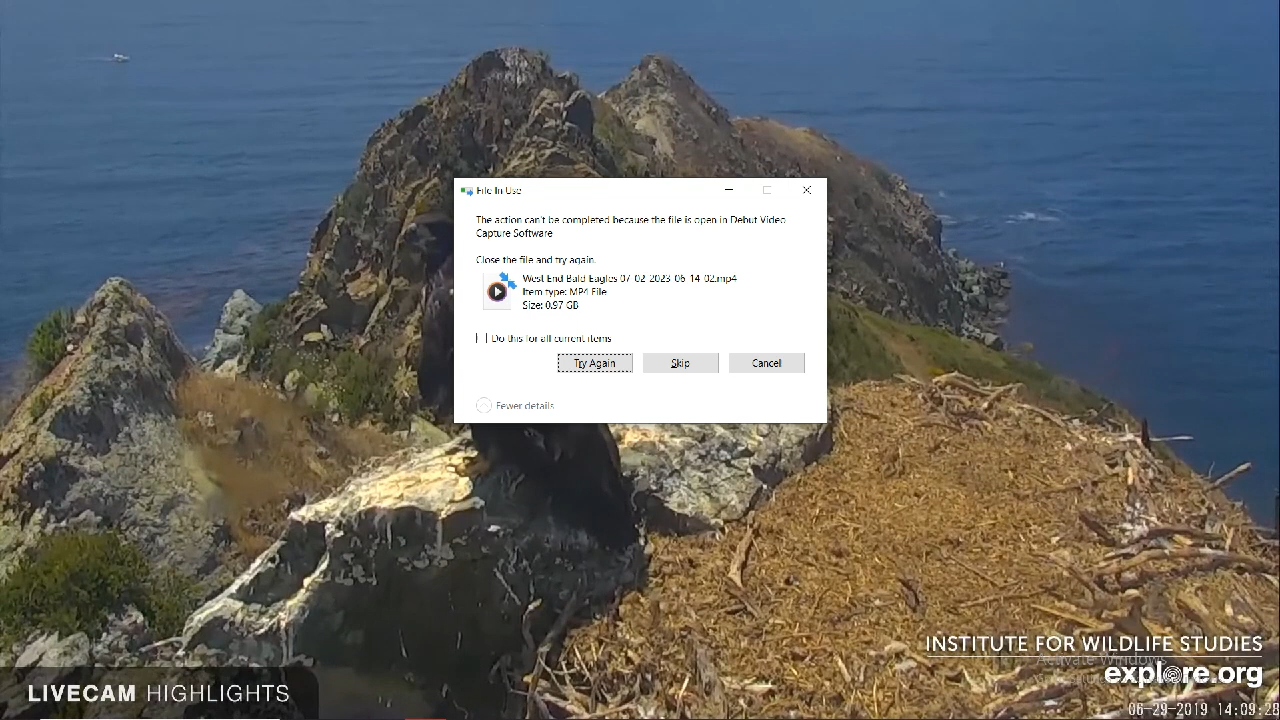 File In Use
The action can't be completed because the file is open in Debut Video
Capture Software
Close the file and try again.
West End Bald Eagles 07-02-2023-06-14-02.mp4
Item type: MP4 File
Size: 0.97 GB
Do this for all current items
Try Again
Skip
Cancel
Fewer details
INSTITUTE FOR WILDLIFE STUDIES
Activate Windows
explore.org
LIVECAM HIGHLIGHTS
06-29-2019 14:09:28